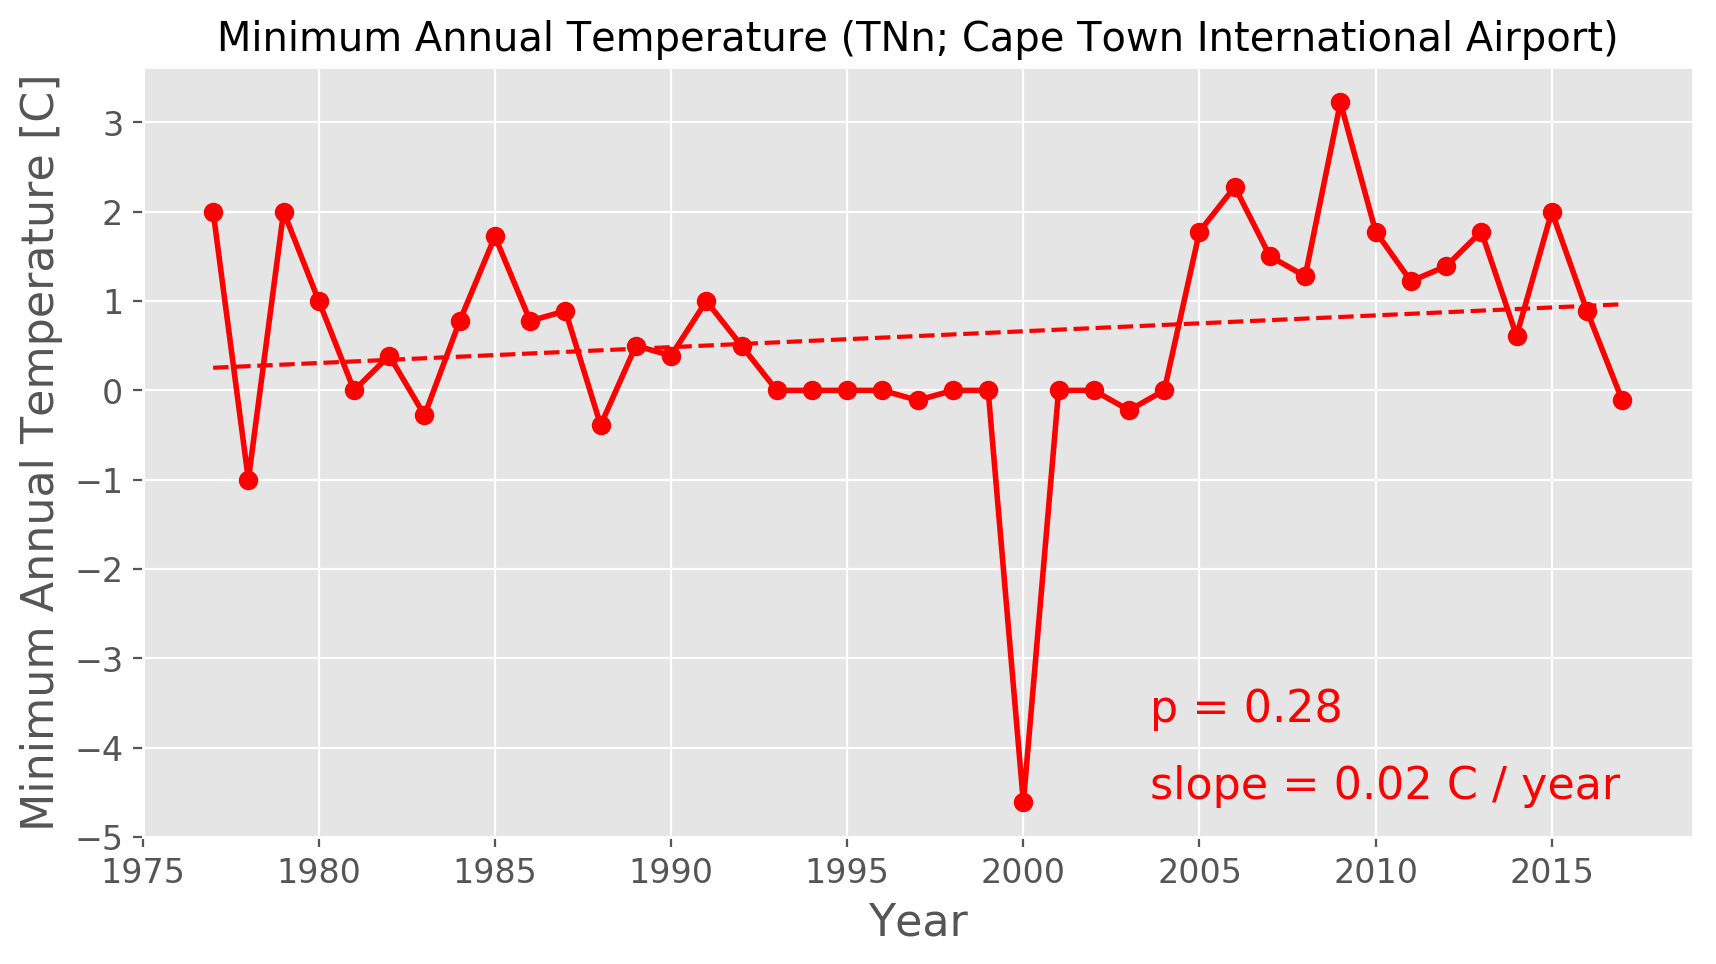 Minimum Annual Temperature (TNn; Cape Town International Airport)
Minimum Annual Temperature [C]
3
2
1
0
−1
−2
−3
−4
−5
p = 0.28
slope = 0.02 C / year
1975 1980 1985 1990 1995 2000 2005 2010 2015
Year